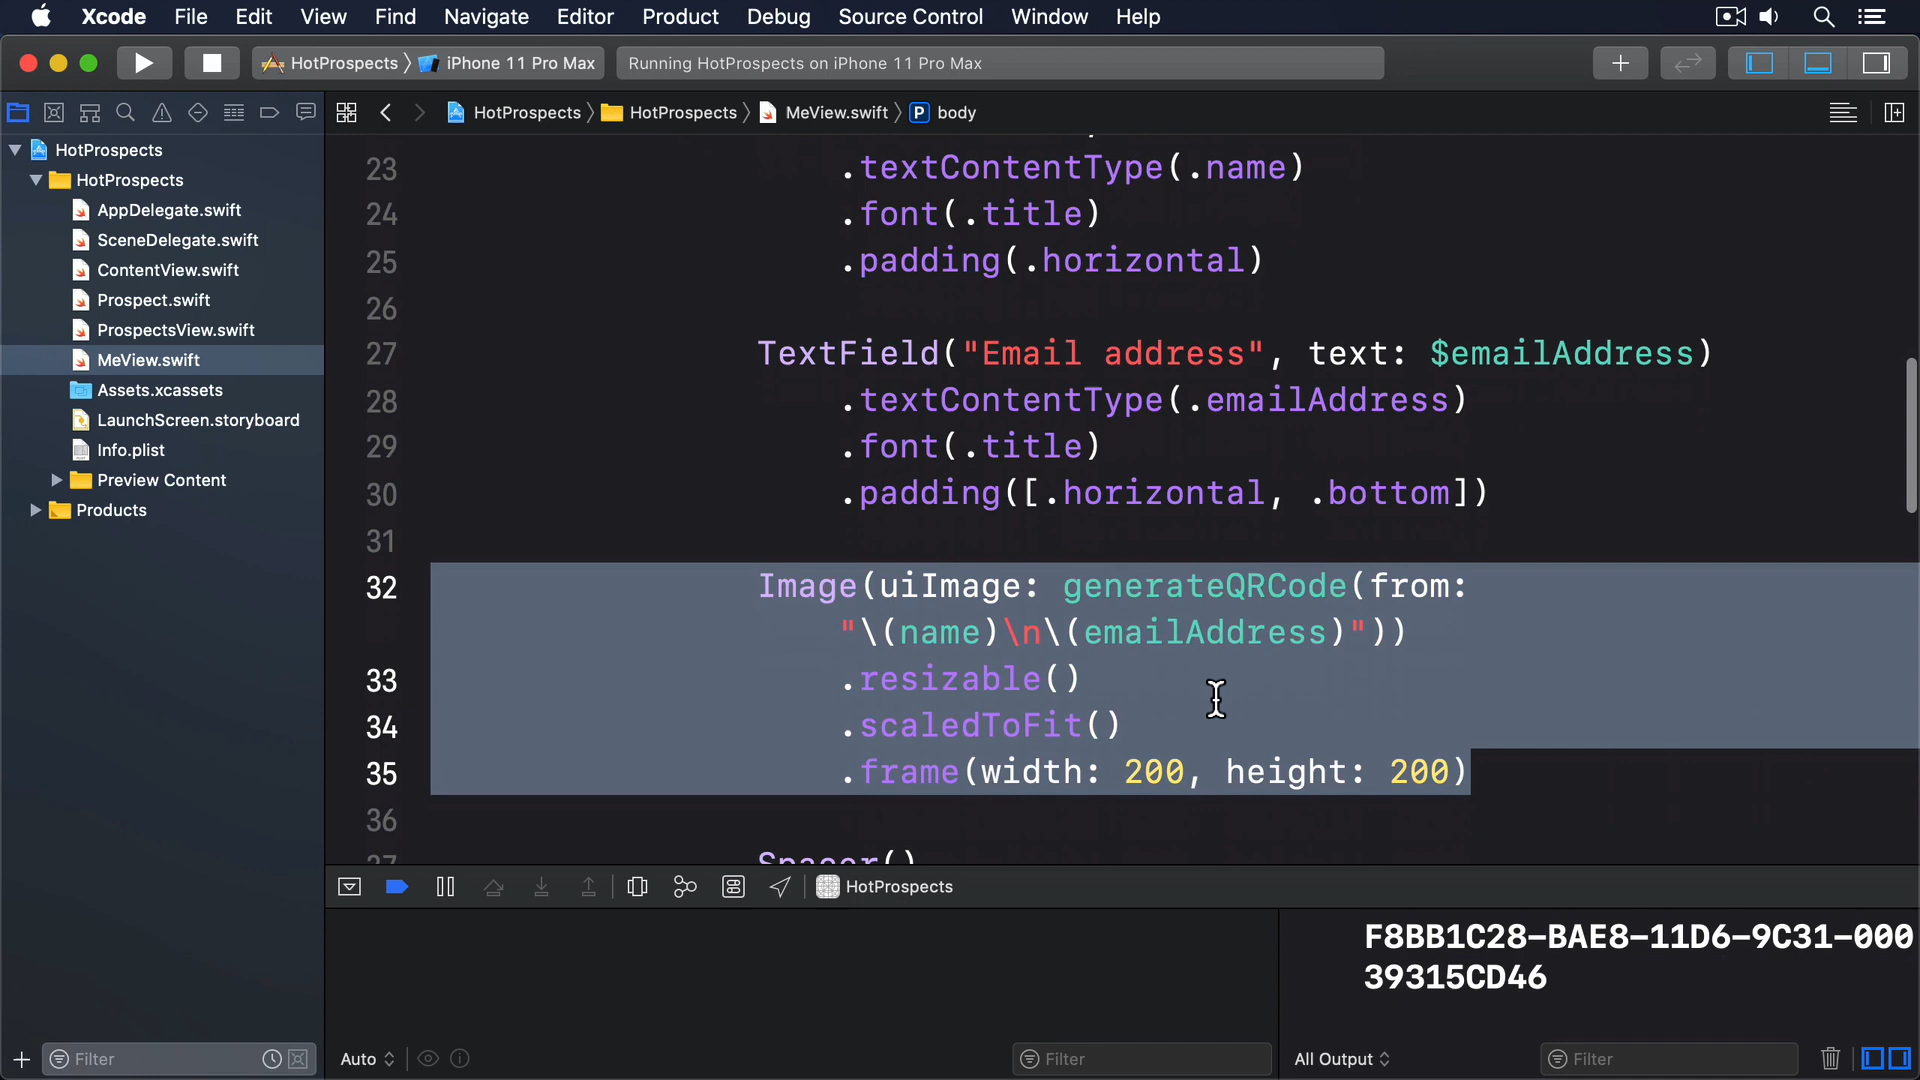 Xcode File Edit View Find Navigate Editor Product Debug Source Control Window Help
HotProspects 〉 iPhone 11 Pro Max
Running HotProspects on iPhone 11 Pro Max
HotProspects 〉 HotProspects 〉 MeView.swift 〉 P body
HotProspects
HotProspects
AppDelegate.swift
SceneDelegate.swift
ContentView.swift
Prospect.swift
ProspectsView.swift
MeView.swift
Assets.xcassets
LaunchScreen.storyboard
Info.plist
Preview Content
Products
23 .textContentType(.name)
24 .font(.title)
25 .padding(.horizontal)
26
27 TextField("Email address", text: $emailAddress)
28 .textContentType(.emailAddress)
29 .font(.title)
30 .padding([.horizontal, .bottom])
31
32 Image(uiImage: generateQRCode(from:
"\(name)\n\(emailAddress)"))
33 .resizable()
34 .scaledToFit()
35 .frame(width: 200, height: 200)
36
37 Spacer()
HotProspects
F8BB1C28-BAE8-11D6-9C31-000
39315CD46
Filter
Auto
Filter
All Output
Filter